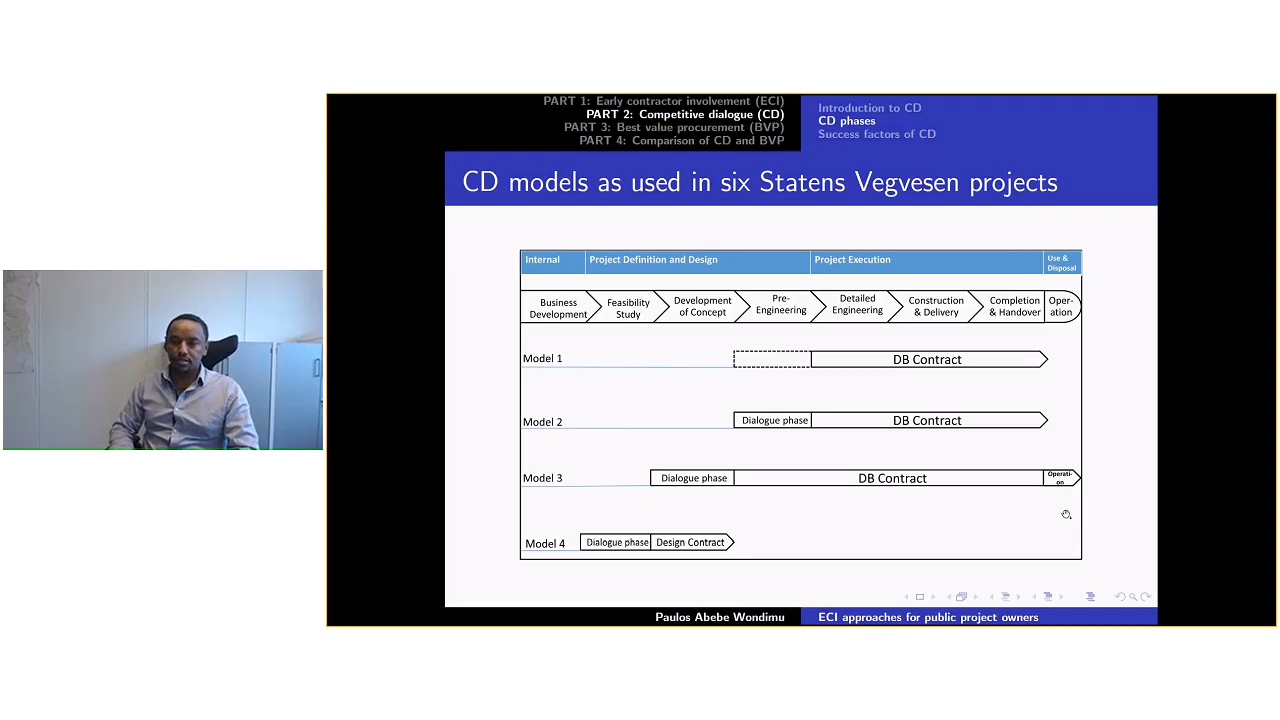 PART 1: Early contractor involvement (ECI)
PART 2: Competitive dialogue (CD)
PART 3: Best value procurement (BVP)
PART 4: Comparison of CD and BVP
Introduction to CD
CD phases
Success factors of CD
CD models as used in six Statens Vegvesen projects
Internal
Project Definition and Design
Project Execution
Use &
Disposal
Business
Development
Feasibility
Study
Development
of Concept
Pre-
Engineering
Detailed
Engineering
Construction
& Delivery
Completion
& Handover
Oper-
ation
Model 1
DB Contract
Model 2
Dialogue phase
DB Contract
Model 3
Dialogue phase
DB Contract
Operati-
on
Model 4
Dialogue phase
Design Contract
Paulos Abebe Wondimu
ECI approaches for public project owners